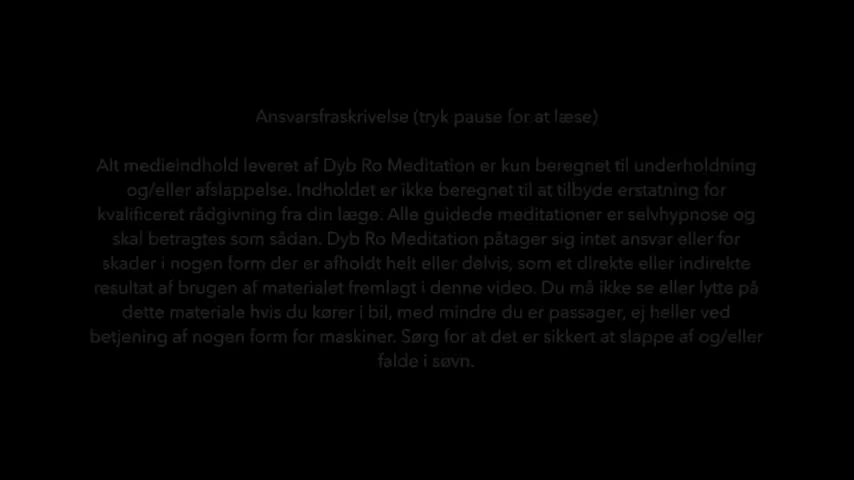 Ansvarsfraskrivelse (tryk pause for at læse)
Alt medieindhold leveret af Dyb Ro Meditation er kun beregnet til underholdning
og/eller afslappelse. Indholdet er ikke beregnet til at tilbyde erstatning for
kvalificeret rådgivning fra din læge. Alle guidede meditationer er selvhypnose og
skal betragtes som sådan. Dyb Ro Meditation påtager sig intet ansvar eller for
skader i nogen form der er afholdt helt eller delvis, som et direkte eller indirekte
resultat af brugen af materialet fremlagt i denne video. Du må ikke se eller lytte på
dette materiale hvis du kører i bil, med mindre du er passager, ej heller ved
betjening af nogen form for maskiner. Sørg for at det er sikkert at slappe af og/eller
falde i søvn.